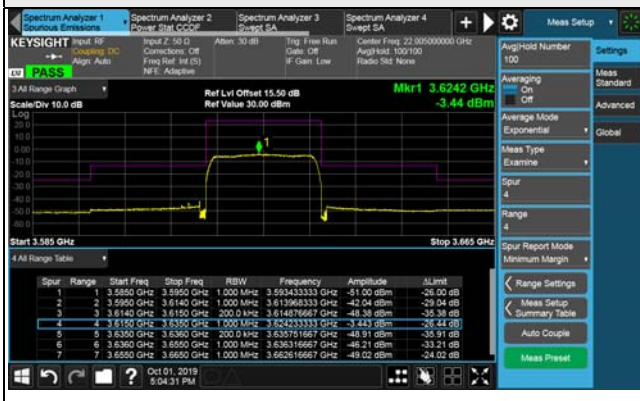 Spectrum Analyzer 1
Spurious Emissions
Spectrum Analyzer 2
Power Stat CCDF
Spectrum Analyzer 3
Swept SA
Spectrum Analyzer 4
Swept SA
+
Meas Setup
KEYSIGHT Input: RF
Coupling: DC
Align: Auto
PASS
Input Z: 50 Ω
Corrections: Off
Freq Ref: Int (S)
NFE: Adaptive
Atten: 30 dB
Trig: Free Run
Gate: Off
IF Gain: Low
Center Freq: 22.005000000 GHz
Avg|Hold: 100/100
Radio Std: None
3 All Range Graph
Scale/Div 10.0 dB
Ref Lvl Offset 15.50 dB
Ref Value 30.00 dBm
Mkr1 3.6242 GHz
-3.44 dBm
Log
20.0
10.0
0.00
-10.0
-20.0
-30.0
-40.0
-50.0
-60.0
1
Start 3.585 GHz
Stop 3.665 GHz
4 All Range Table
Spur Range Start Freq Stop Freq RBW Frequency Amplitude ΔLimit
1 1 3.5850 GHz 3.5950 GHz 1.000 MHz 3.593433333 GHz -51.00 dBm -26.00 dB
2 2 3.5950 GHz 3.6140 GHz 1.000 MHz 3.613968333 GHz -42.04 dBm -29.04 dB
3 3 3.6140 GHz 3.6150 GHz 200.0 kHz 3.614876667 GHz -48.38 dBm -35.38 dB
4 4 3.6150 GHz 3.6350 GHz 1.000 MHz 3.624233333 GHz -3.443 dBm -26.44 dB
5 5 3.6350 GHz 3.6360 GHz 200.0 kHz 3.635751667 GHz -48.91 dBm -35.91 dB
6 6 3.6360 GHz 3.6550 GHz 1.000 MHz 3.636316667 GHz -46.21 dBm -33.21 dB
7 7 3.6550 GHz 3.6650 GHz 1.000 MHz 3.662616667 GHz -49.02 dBm -24.02 dB
Avg|Hold Number
100
Averaging
On
Off
Average Mode
Exponential
Meas Type
Examine
Spur
4
Range
4
Spur Report Mode
Minimum Margin
Range Settings
Meas Setup
Summary Table
Auto Couple
Meas Preset
Settings
Meas
Standard
Advanced
Global
?
Oct 01, 2019
5:04:31 PM